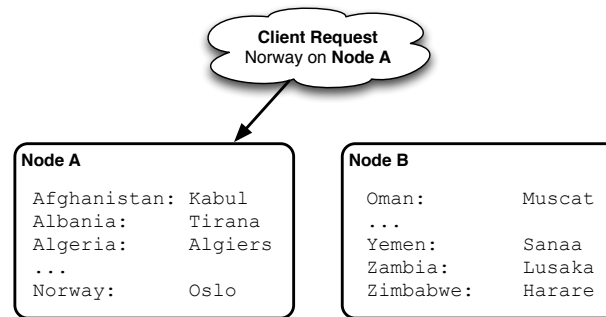 Client Request
Norway on Node A
Node A
Afghanistan: Kabul
Albania: Tirana
Algeria: Algiers
...
Norway: Oslo
Node B
Oman: Muscat
...
Yemen: Sanaa
Zambia: Lusaka
Zimbabwe: Harare